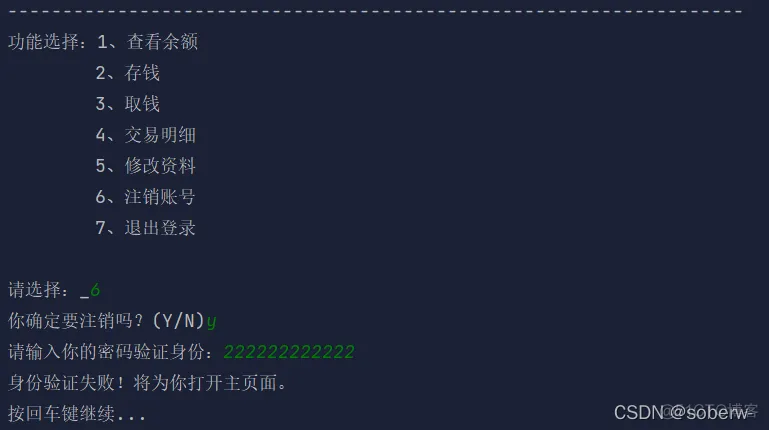 --------------------------------------------------------------------
功能选择：1、查看余额
2、存钱
3、取钱
4、交易明细
5、修改资料
6、注销账号
7、退出登录
请选择：_6
你确定要注销吗？(Y/N)y
请输入你的密码验证身份：222222222222
身份验证失败！将为你打开主页面。
按回车键继续...
CSDN @soberw